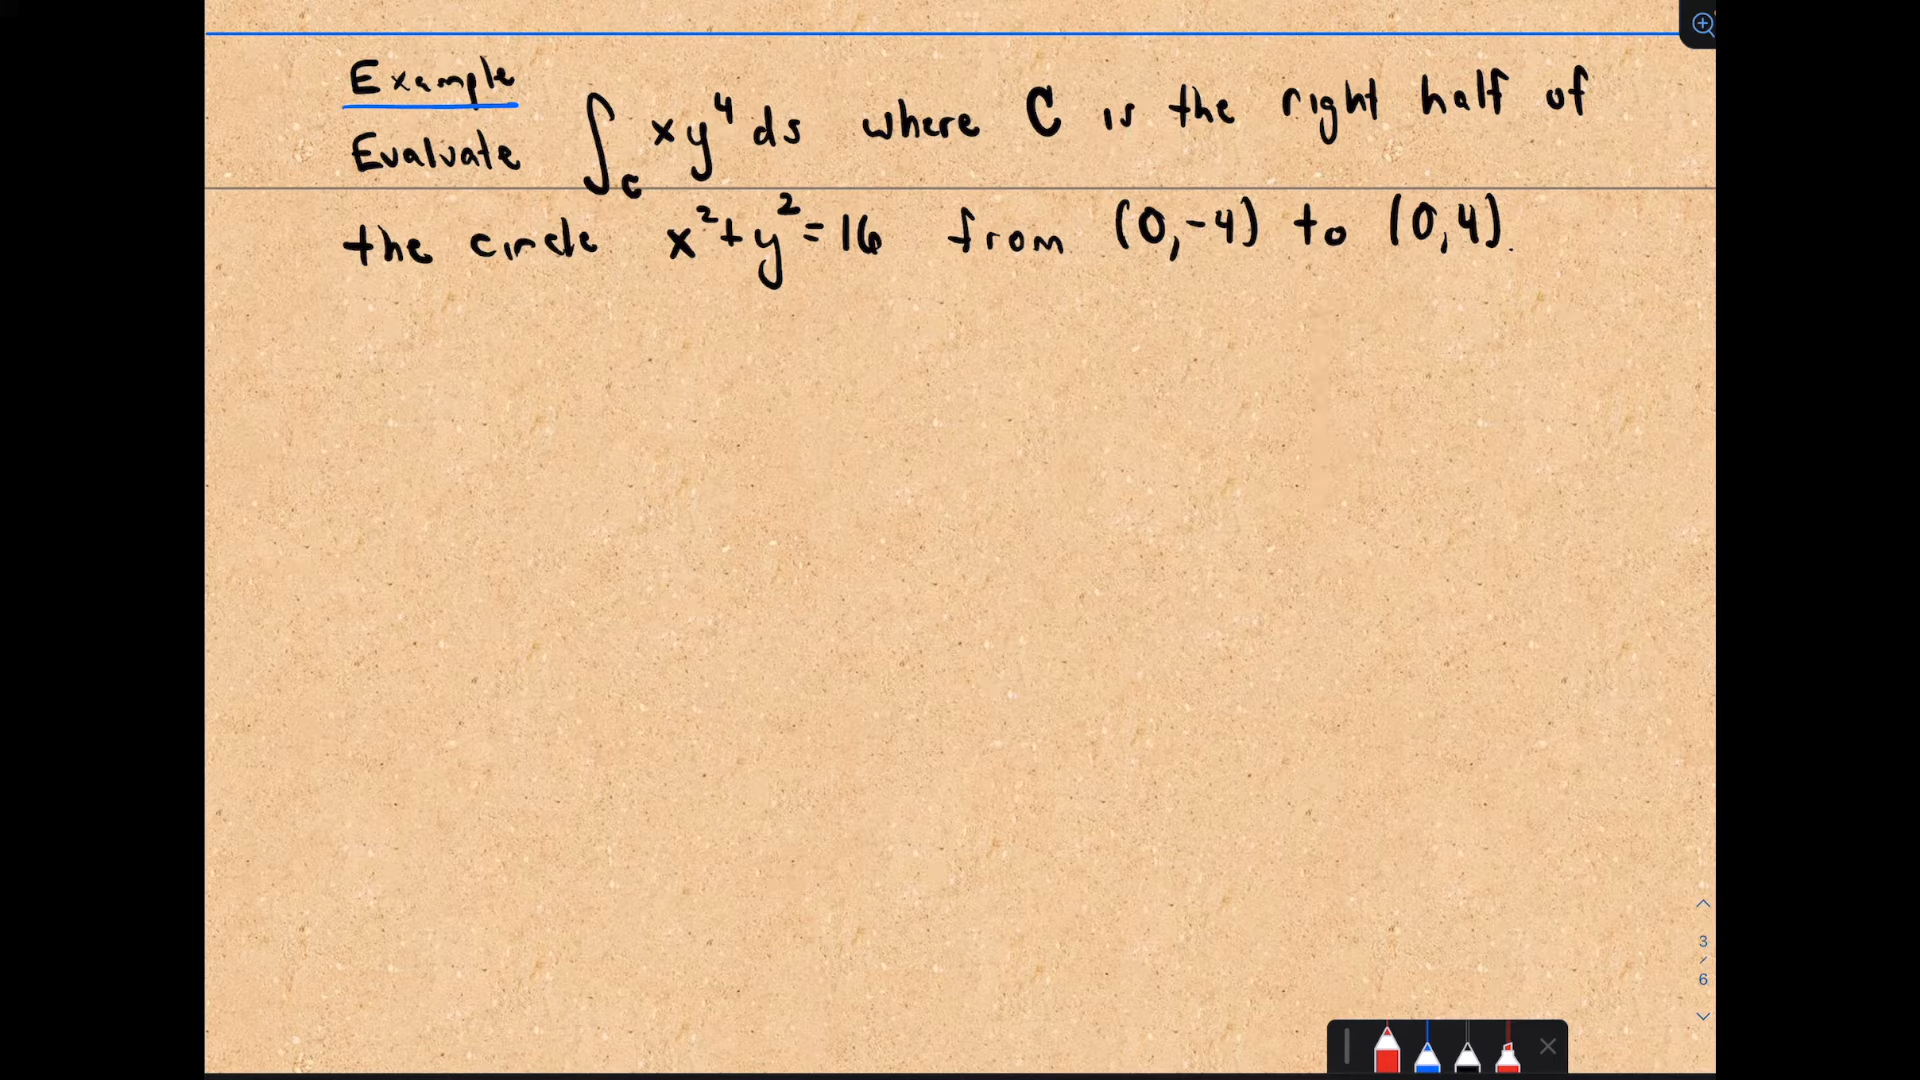 Example
Evaluate ∫_C xy⁴ ds where C is the right half of
the circle x²+y²=16 from (0,-4) to (0,4).
3
/
6